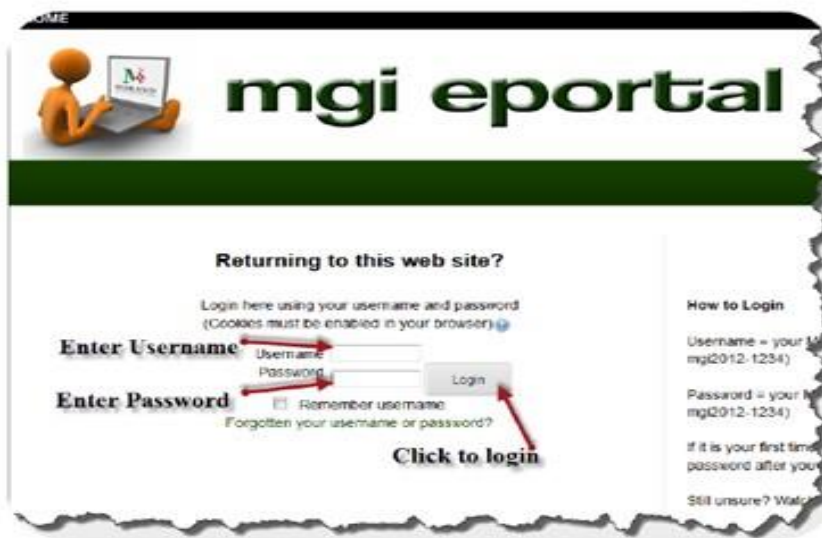 HOME
mgi eportal
Returning to this web site?
Login here using your username and password
(Cookies must be enabled in your browser)
Enter Username
Username
Password
Login
Enter Password
Remember username
Forgotten your username or password?
Click to login
How to Login
Username = your
mgi2012-1234)
Password = your
mgi2012-1234)
If it is your first time
password after you
Still unsure? Watch